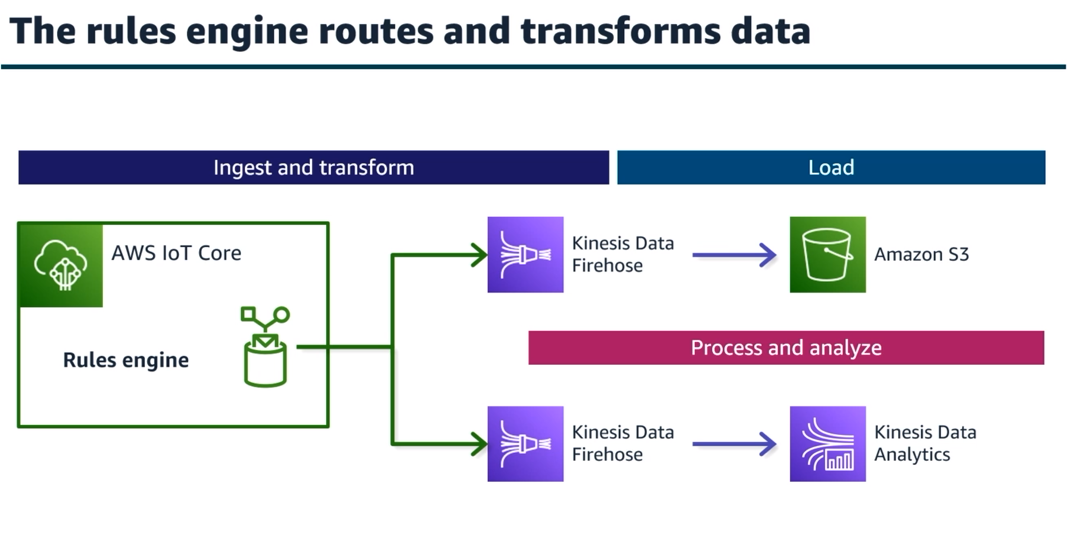 The rules engine routes and transforms data
Ingest and transform
Load
AWS IoT Core
Rules engine
Kinesis Data
Firehose
Amazon S3
Process and analyze
Kinesis Data
Firehose
Kinesis Data
Analytics